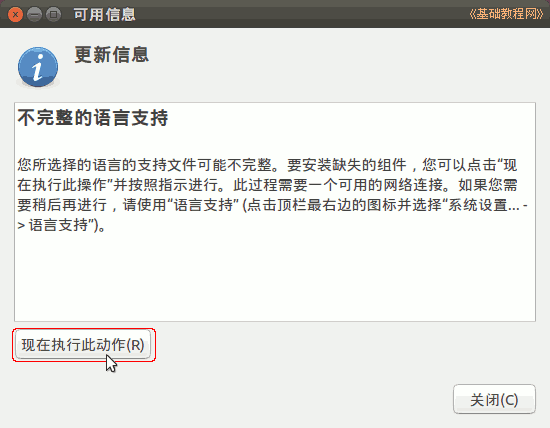 可用信息
《基础教程网》
更新信息
不完整的语言支持
您所选择的语言的支持文件可能不完整。要安装缺失的组件，您可以点击“现
在执行此操作”并按照指示进行。此过程需要一个可用的网络连接。如果您需
要稍后再进行，请使用“语言支持” (点击顶栏最右边的图标并选择“系统设置... -
> 语言支持”)。
现在执行此动作(R)
关闭(C)